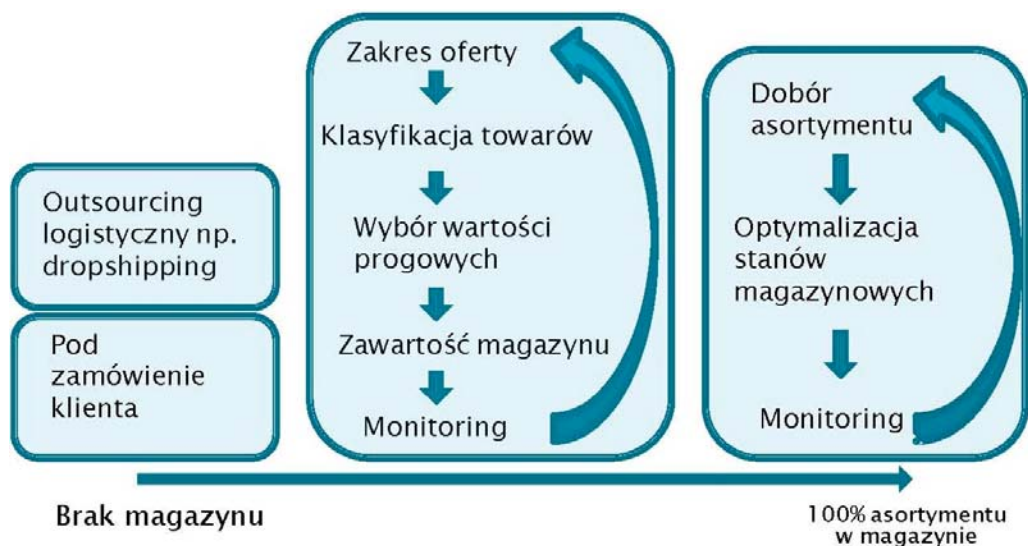 Outsourcing
logistyczny np.
dropshipping
Pod
zamówienie
klienta
Zakres oferty
Klasyfikacja towarów
Wybór wartości
progowych
Zawartość magazynu
Monitoring
Dobór
asortymentu
Optymalizacja
stanów
magazynowych
Monitoring
Brak magazynu
100% asortymentu
w magazynie